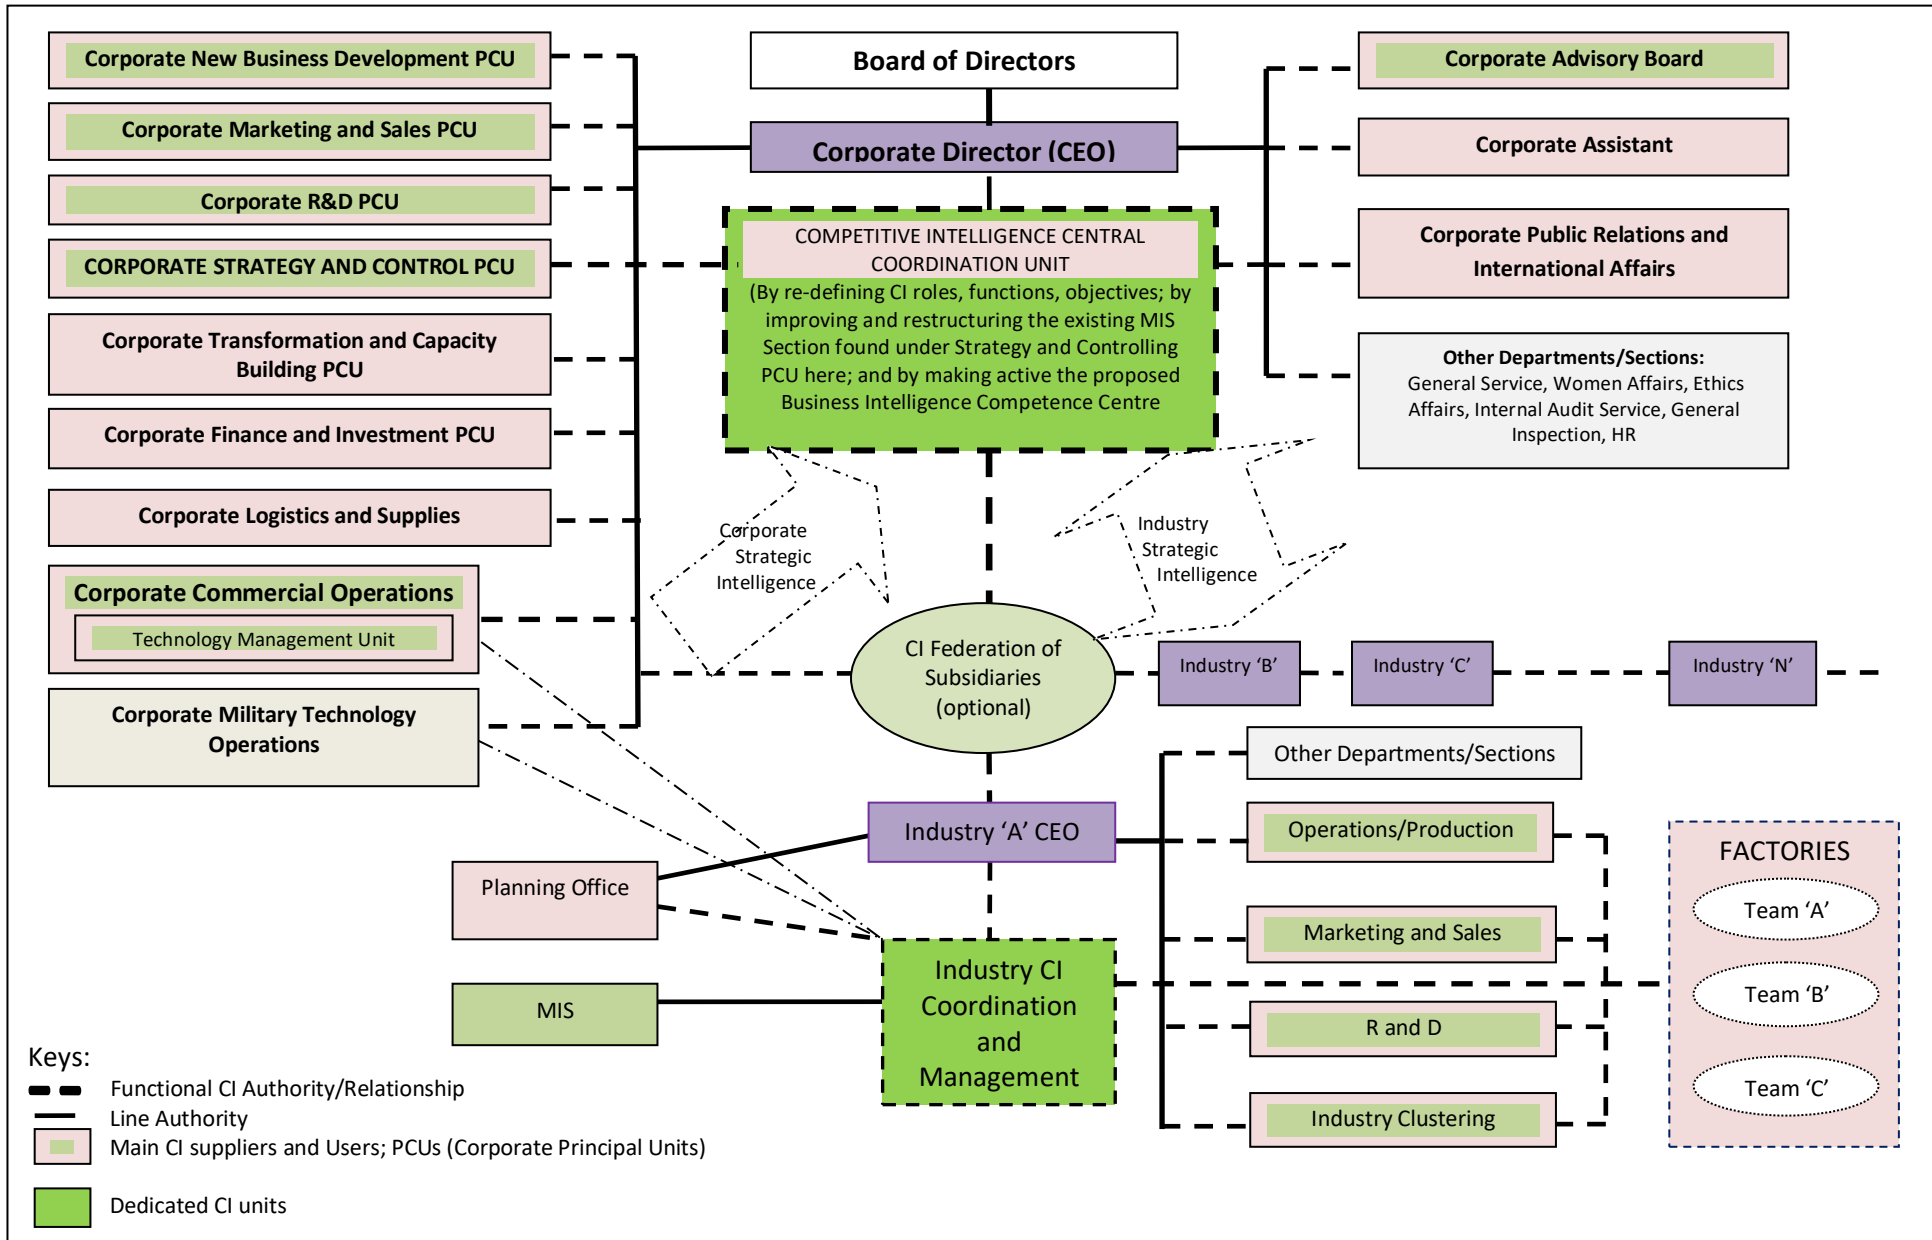 Corporate New Business Development PCU
Corporate Marketing and Sales PCU
Corporate R&D PCU
CORPORATE STRATEGY AND CONTROL PCU
Corporate Transformation and Capacity
Building PCU
Corporate Finance and Investment PCU
Corporate Logistics and Supplies
Corporate Commercial Operations
Technology Management Unit
Corporate Military Technology
Operations
Board of Directors
Corporate Director (CEO)
COMPETITIVE INTELLIGENCE CENTRAL
COORDINATION UNIT
(By re-defining CI roles, functions, objectives; by
improving and restructuring the existing MIS
Section found under Strategy and Controlling
PCU here; and by making active the proposed
Business Intelligence Competence Centre
Corporate Advisory Board
Corporate Assistant
Corporate Public Relations and
International Affairs
Other Departments/Sections:
General Service, Women Affairs, Ethics
Affairs, Internal Audit Service, General
Inspection, HR
Corporate
Strategic
Intelligence
Industry
Strategic
Intelligence
CI Federation of
Subsidiaries
(optional)
Industry ‘B’
Industry ‘C’
Industry ‘N’
Industry ‘A’ CEO
Planning Office
MIS
Industry CI
Coordination
and
Management
Other Departments/Sections
Operations/Production
Marketing and Sales
R and D
Industry Clustering
FACTORIES
Team ‘A’
Team ‘B’
Team ‘C’
Keys:
Functional CI Authority/Relationship
Line Authority
Main CI suppliers and Users; PCUs (Corporate Principal Units)
Dedicated CI units